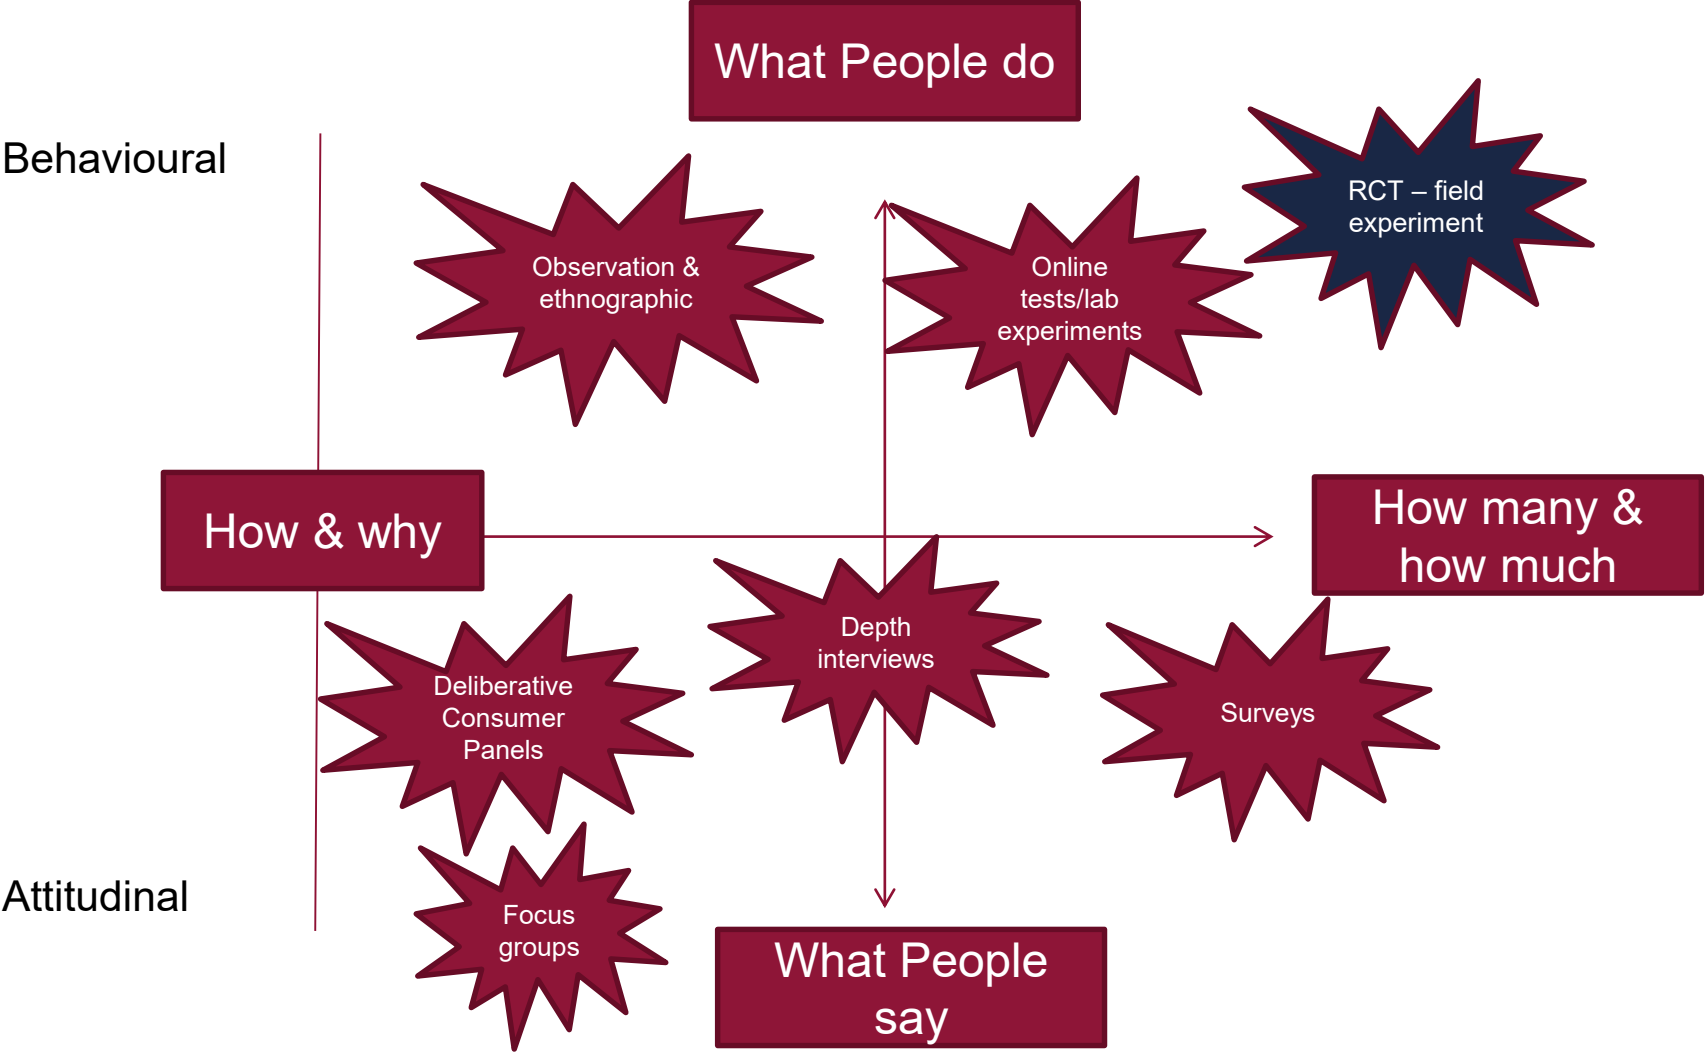 What People do
Behavioural
RCT – field
experiment
Observation &
ethnographic
Online
tests/lab
experiments
How & why
How many &
how much
Depth
interviews
Deliberative
Consumer
Panels
Surveys
Attitudinal
Focus
groups
What People
say